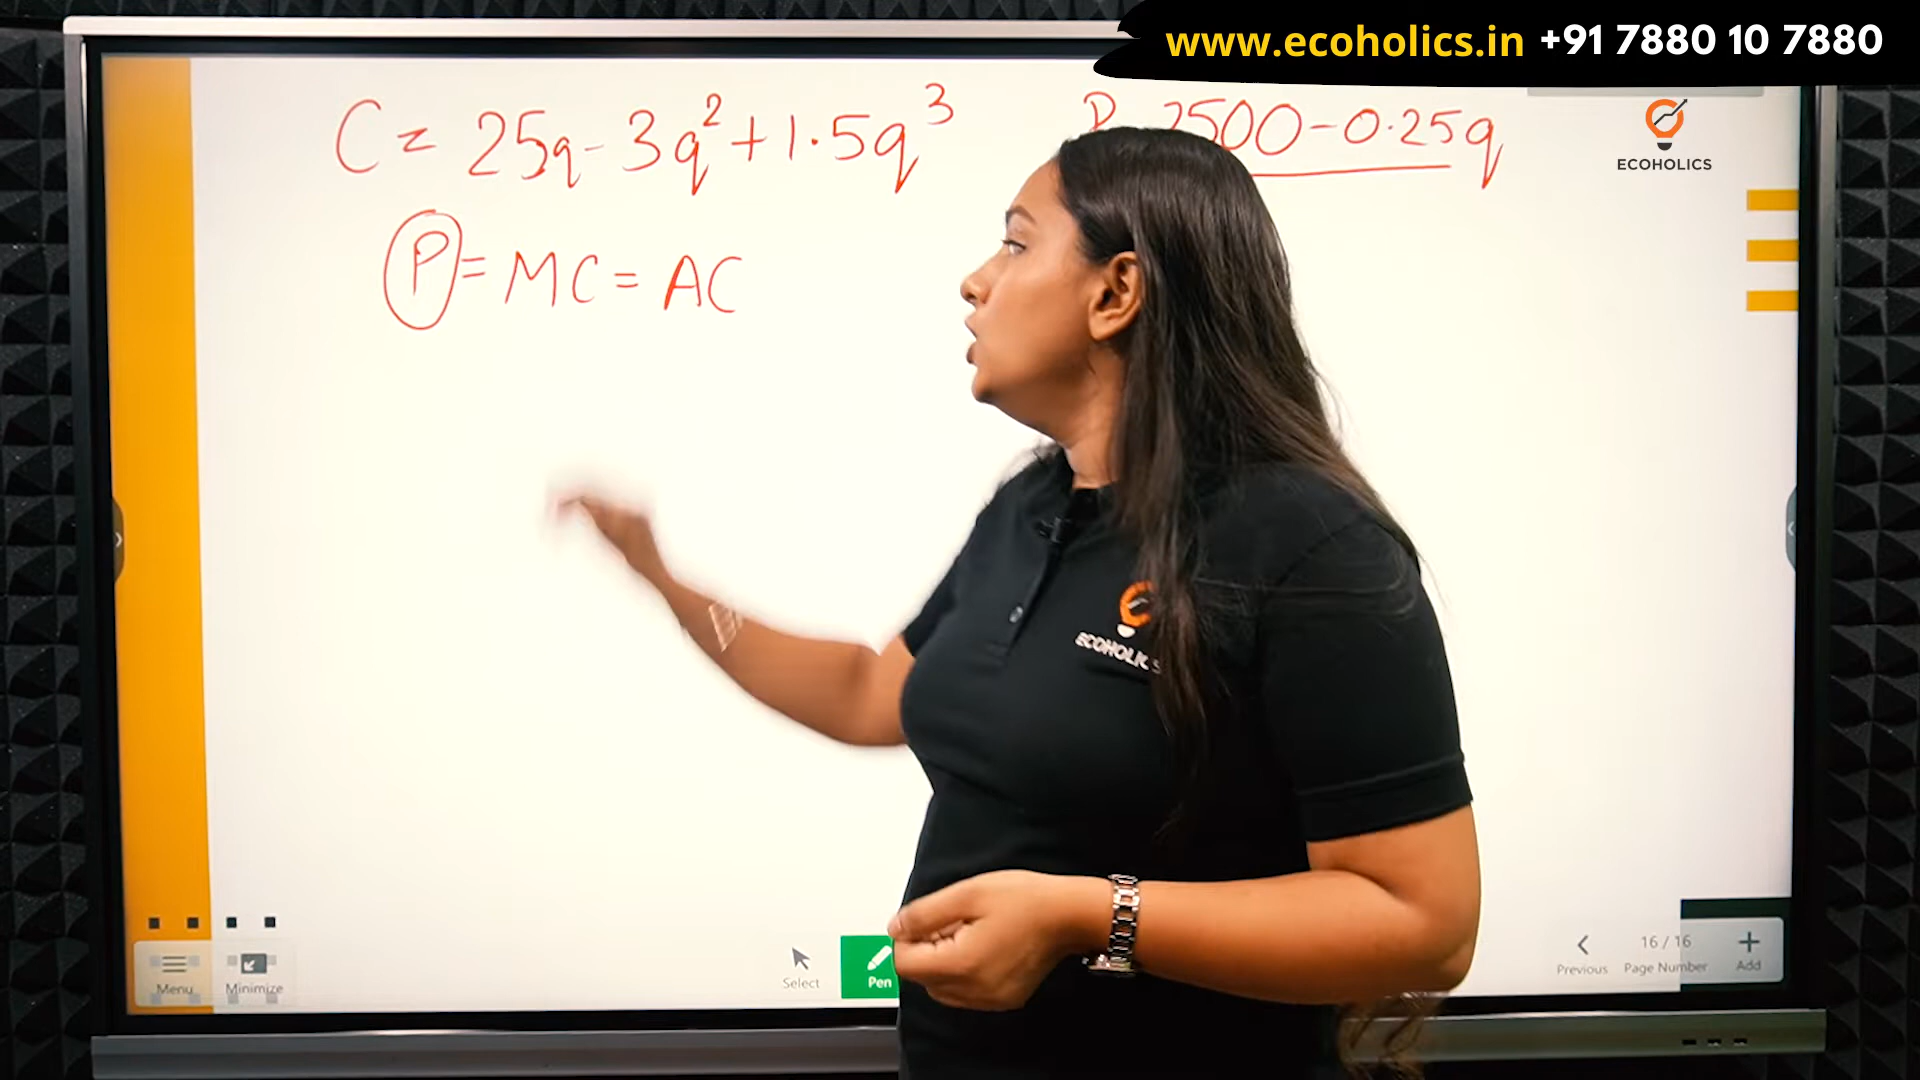 www.ecoholics.in +91 7880 10 7880
C = 25q - 3q² + 1.5q³
2500 - 0.25q
ECOHOLICS
P = MC = AC
ECOHOLICS
Menu
Minimize
Select
Pen
Previous
16 / 16
Page Number
Add